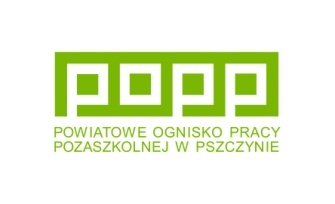 popp
POWIATOWE OGNISKO PRACY
POZASZKOLNEJ W PSZCZYNIE